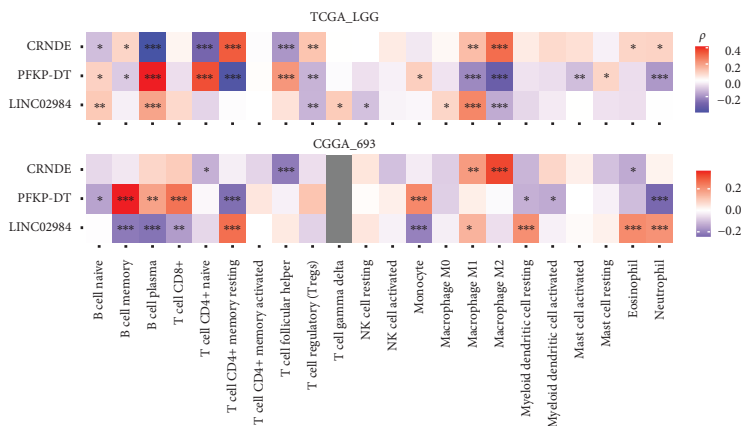 TCGA_LGG
CRNDE * * *** *** *** *** ** ** *** * *
PFKP-DT * * *** *** *** *** ** * *** *** ** * ***
LINC02984 ** *** ** * * * *** ***
ρ
0.4
0.2
0.0
−0.2
CGGA_693
CRNDE * *** ** *** *
PFKP-DT * *** ** *** *** *** * * ***
LINC02984 *** *** ** *** *** * *** *** ***
0.2
0.0
−0.2
B cell naive
B cell memory
B cell plasma
T cell CD8+
T cell CD4+ naive
T cell CD4+ memory resting
T cell CD4+ memory activated
T cell follicular helper
T cell regulatory (Tregs)
T cell gamma delta
NK cell resting
NK cell activated
Monocyte
Macrophage M0
Macrophage M1
Macrophage M2
Myeloid dendritic cell resting
Myeloid dendritic cell activated
Mast cell activated
Mast cell resting
Eosinophil
Neutrophil